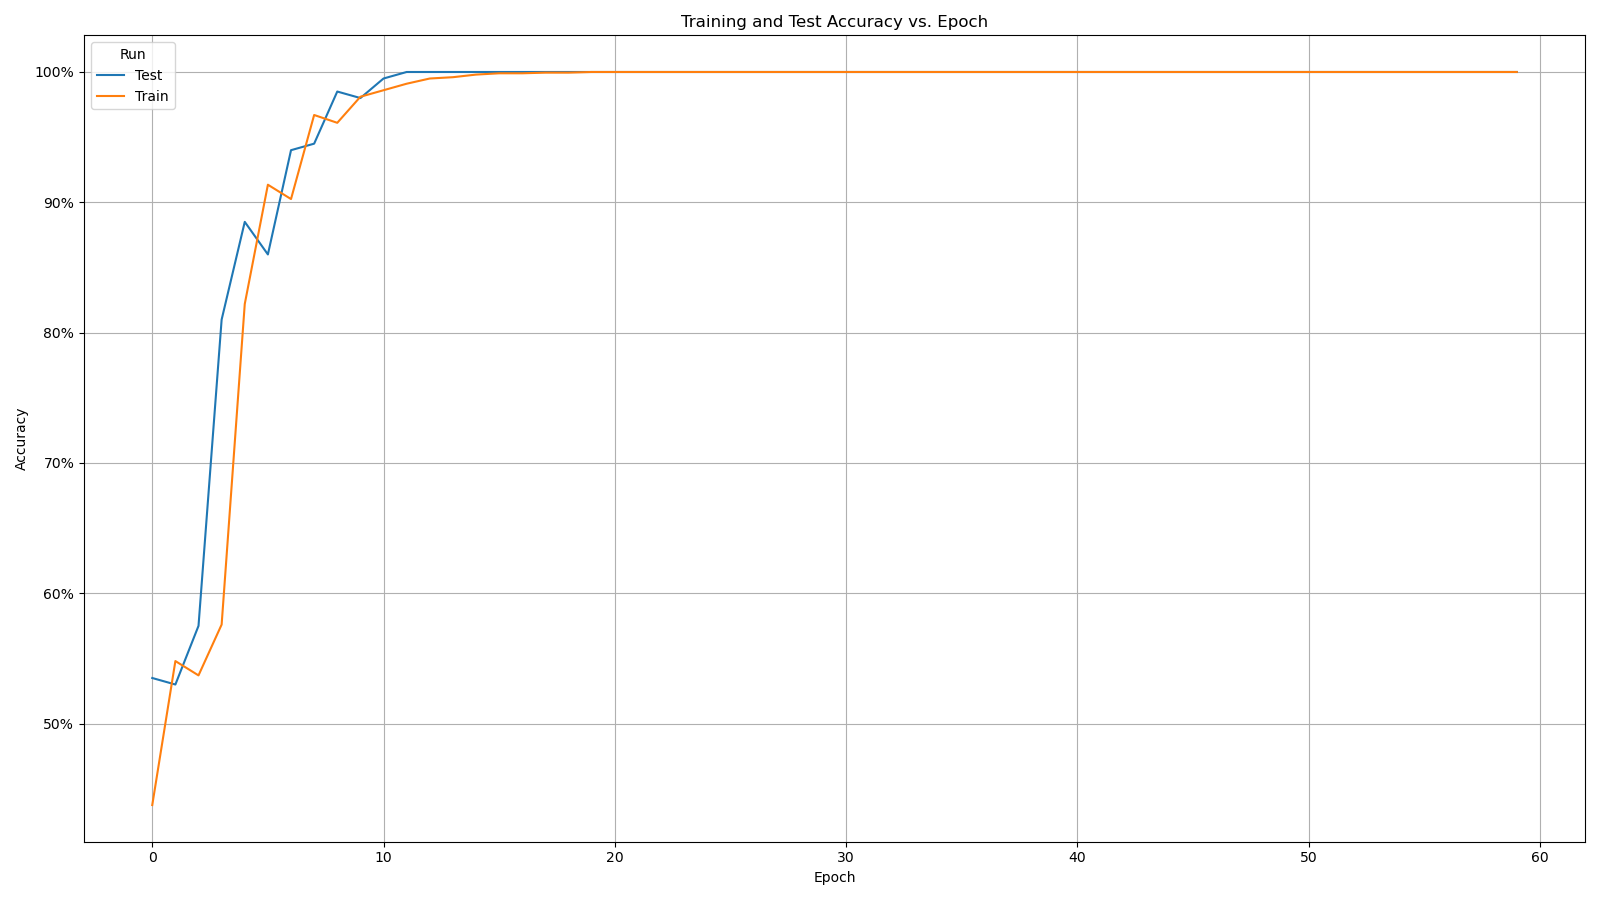 Training and Test Accuracy vs. Epoch
Run
Test
Train
100%
90%
80%
70%
60%
50%
Accuracy
0 10 20 30 40 50 60
Epoch